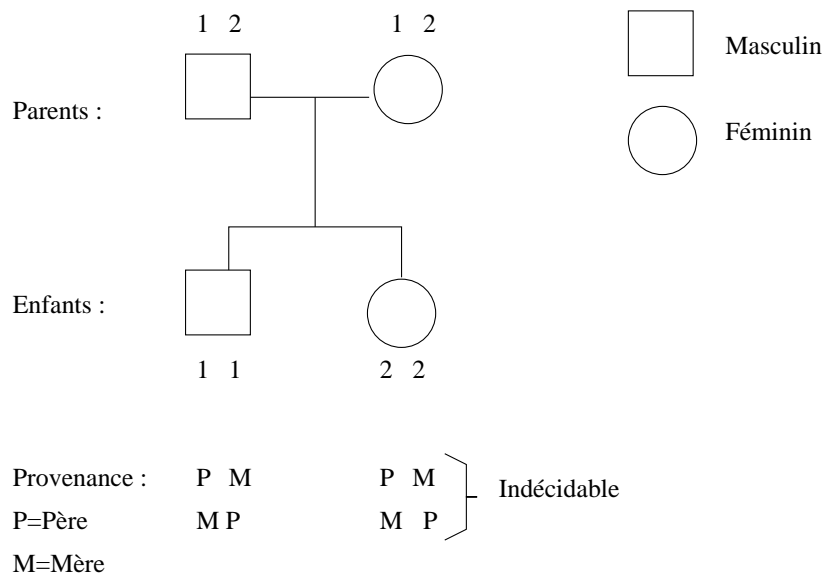 1 2 1 2
Masculin
Parents :
Féminin
Enfants :
1 1 2 2
Provenance : P M P M
Indécidable
P=Père M P M P
M=Mère